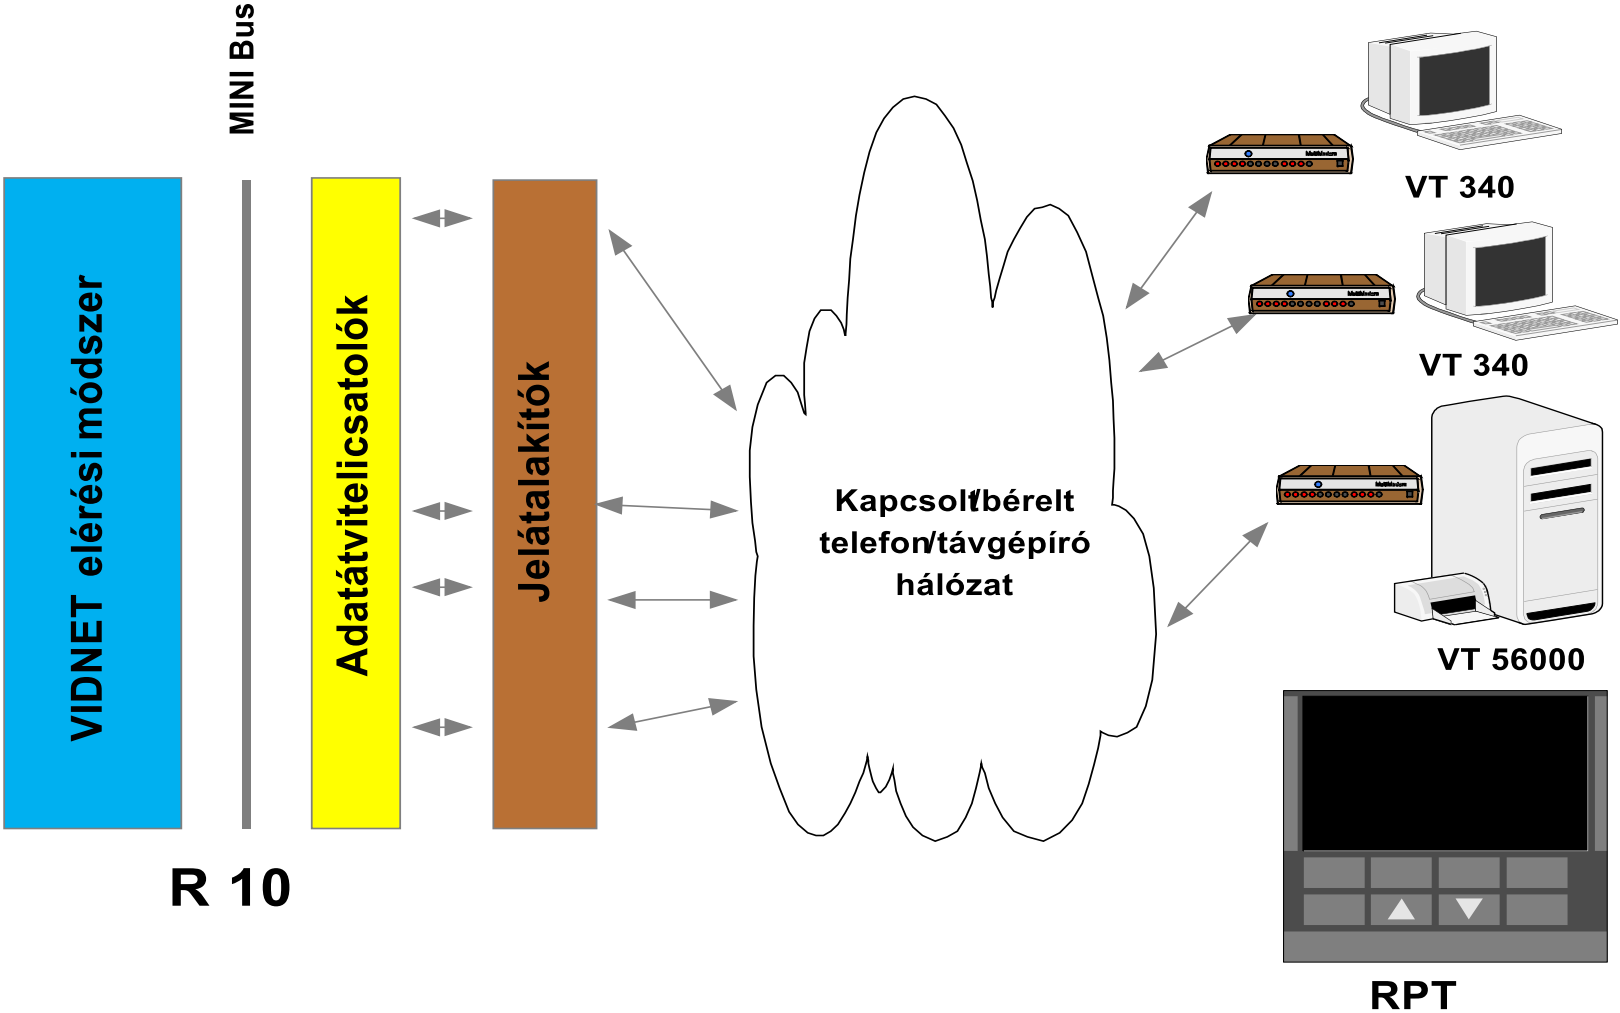 MINI Bus
VIDNET elérési módszer
Adatátvitelicsatolók
Jelátalakítók
R 10
Kapcsolt/bérelt
telefon/távgépíró
hálózat
VT 340
VT 340
VT 56000
RPT